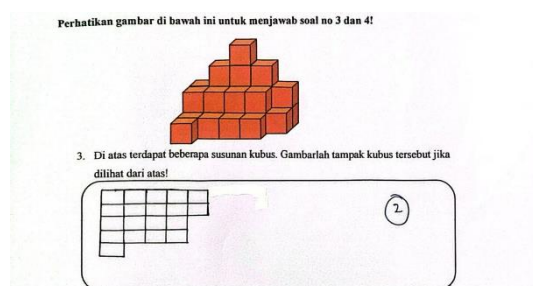 Perhatikan gambar di bawah ini untuk menjawab soal no 3 dan 4!
3. Di atas terdapat beberapa susunan kubus. Gambarlah tampak kubus tersebut jika
dilihat dari atas!
2